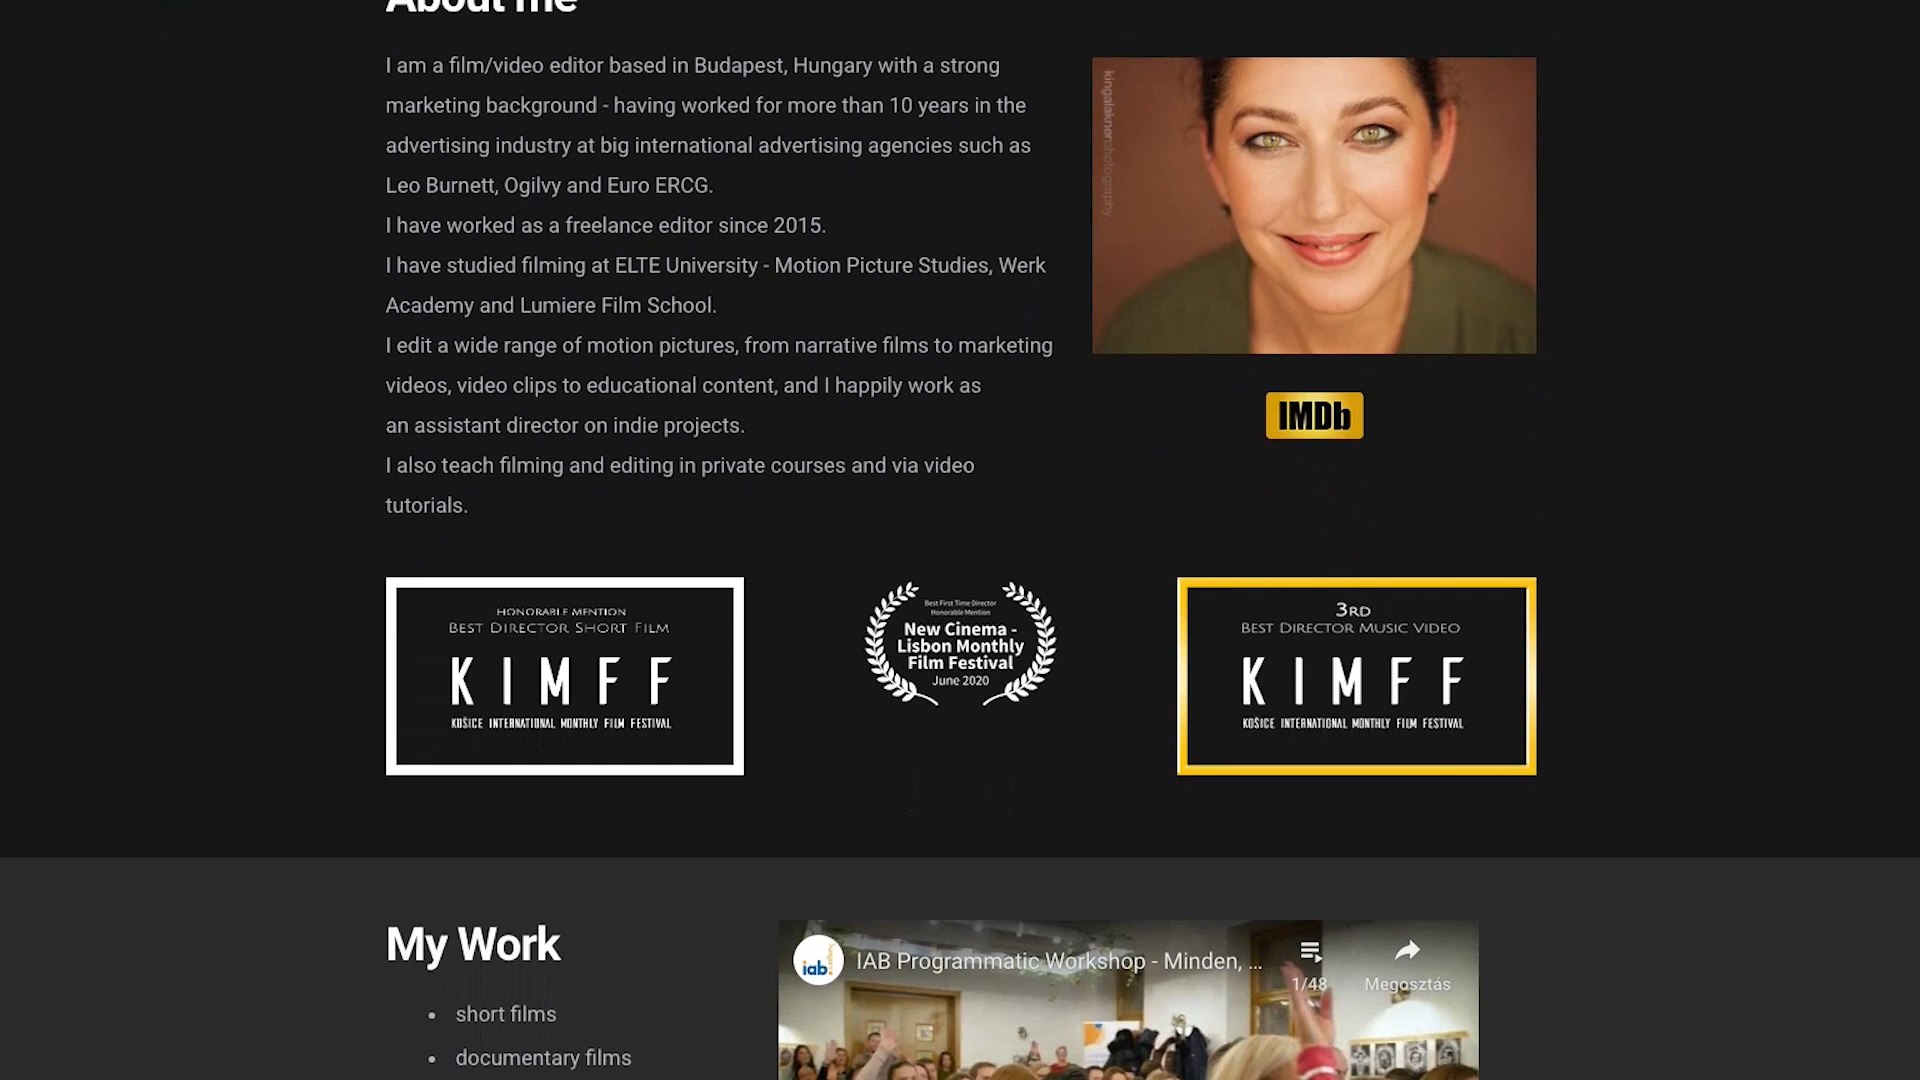 About me
I am a film/video editor based in Budapest, Hungary with a strong
marketing background - having worked for more than 10 years in the
advertising industry at big international advertising agencies such as
Leo Burnett, Ogilvy and Euro ERCG.
I have worked as a freelance editor since 2015.
I have studied filming at ELTE University - Motion Picture Studies, Werk
Academy and Lumiere Film School.
I edit a wide range of motion pictures, from narrative films to marketing
videos, video clips to educational content, and I happily work as
an assistant director on indie projects.
I also teach filming and editing in private courses and via video
tutorials.
kingalaknerphotography
IMDb
HONORABLE MENTION
BEST DIRECTOR SHORT FILM
KIMFF
KOŠICE INTERNATIONAL MONTHLY FILM FESTIVAL
Best First Time Director
Honorable Mention
New Cinema -
Lisbon Monthly
Film Festival
June 2020
3RD
BEST DIRECTOR MUSIC VIDEO
KIMFF
KOŠICE INTERNATIONAL MONTHLY FILM FESTIVAL
My Work
• short films
• documentary films
iab
IAB Programmatic Workshop - Minden, ...
1/48
Megosztás